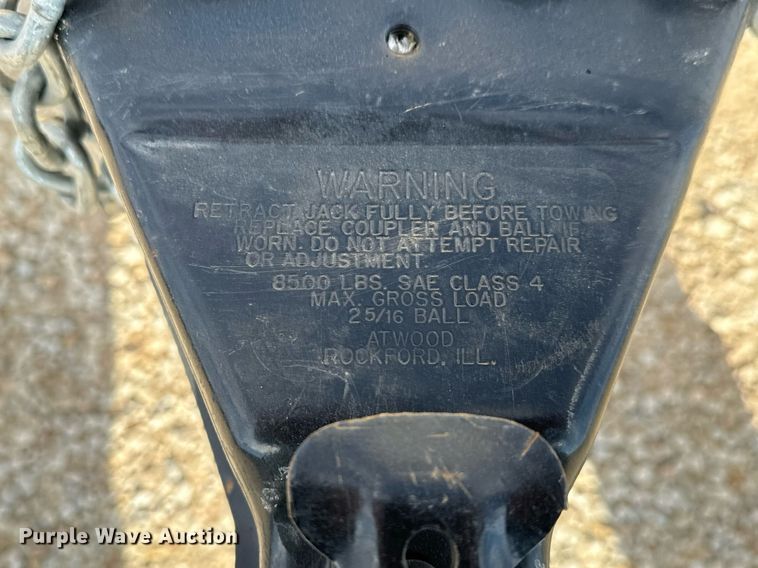 WARNING
RETRACT JACK FULLY BEFORE TOWING
REPLACE COUPLER AND BALL IF
WORN. DO NOT ATTEMPT REPAIR
OR ADJUSTMENT.
8500 LBS. SAE CLASS 4
MAX. GROSS LOAD
2 5/16 BALL
ATWOOD
ROCKFORD, ILL.
Purple Wave Auction®